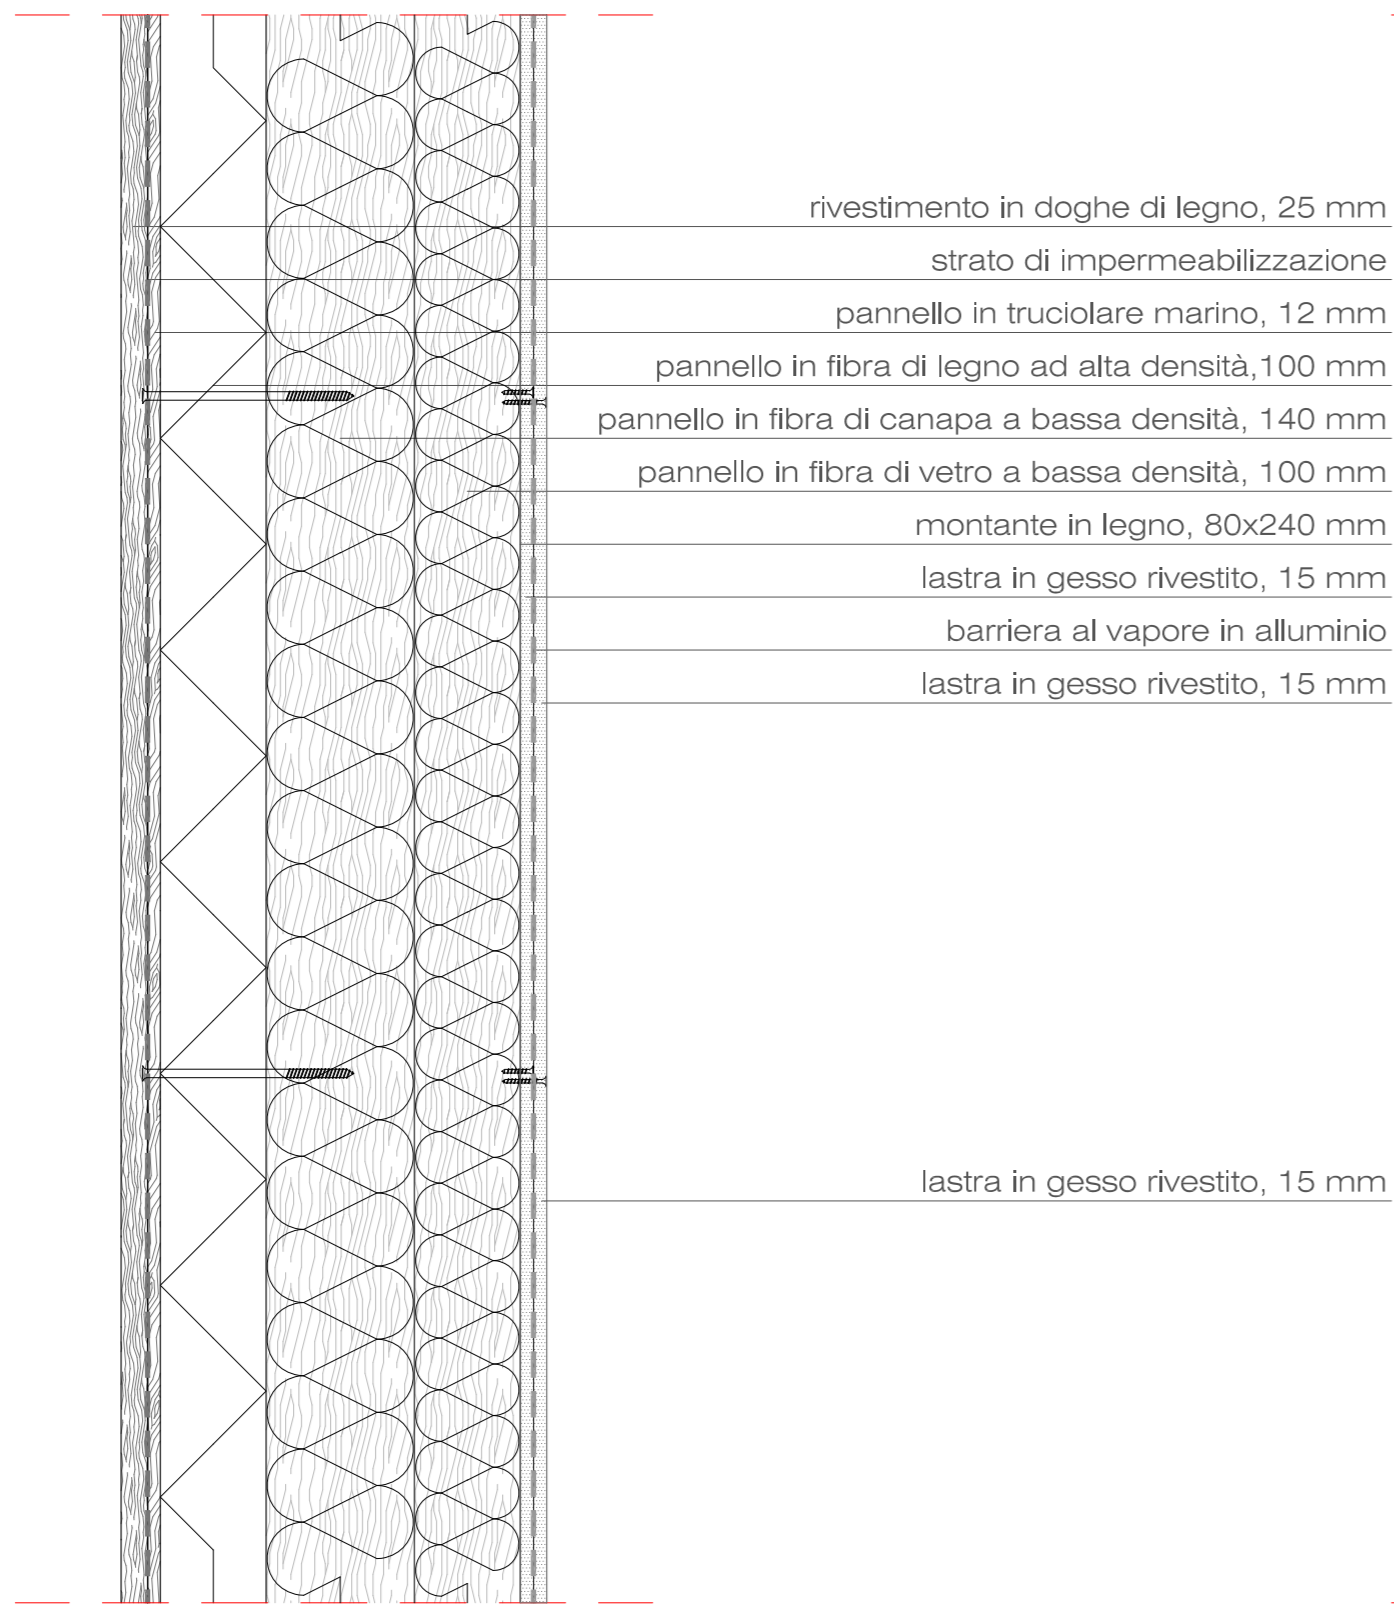 rivestimento in doghe di legno, 25 mm
strato di impermeabilizzazione
pannello in truciolare marino, 12 mm
pannello in fibra di legno ad alta densità,100 mm
pannello in fibra di canapa a bassa densità, 140 mm
pannello in fibra di vetro a bassa densità, 100 mm
montante in legno, 80x240 mm
lastra in gesso rivestito, 15 mm
barriera al vapore in alluminio
lastra in gesso rivestito, 15 mm
lastra in gesso rivestito, 15 mm